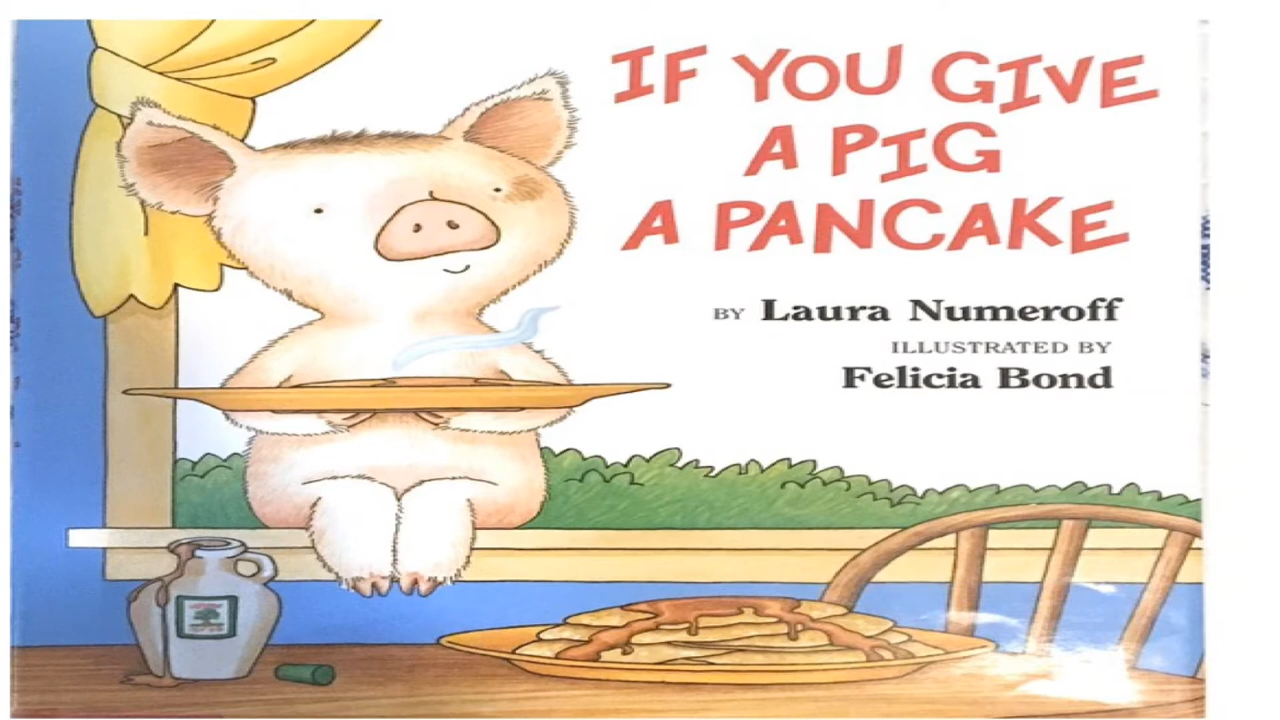 IF YOU GIVE
A PIG
A PANCAKE
BY Laura Numeroff
ILLUSTRATED BY
Felicia Bond